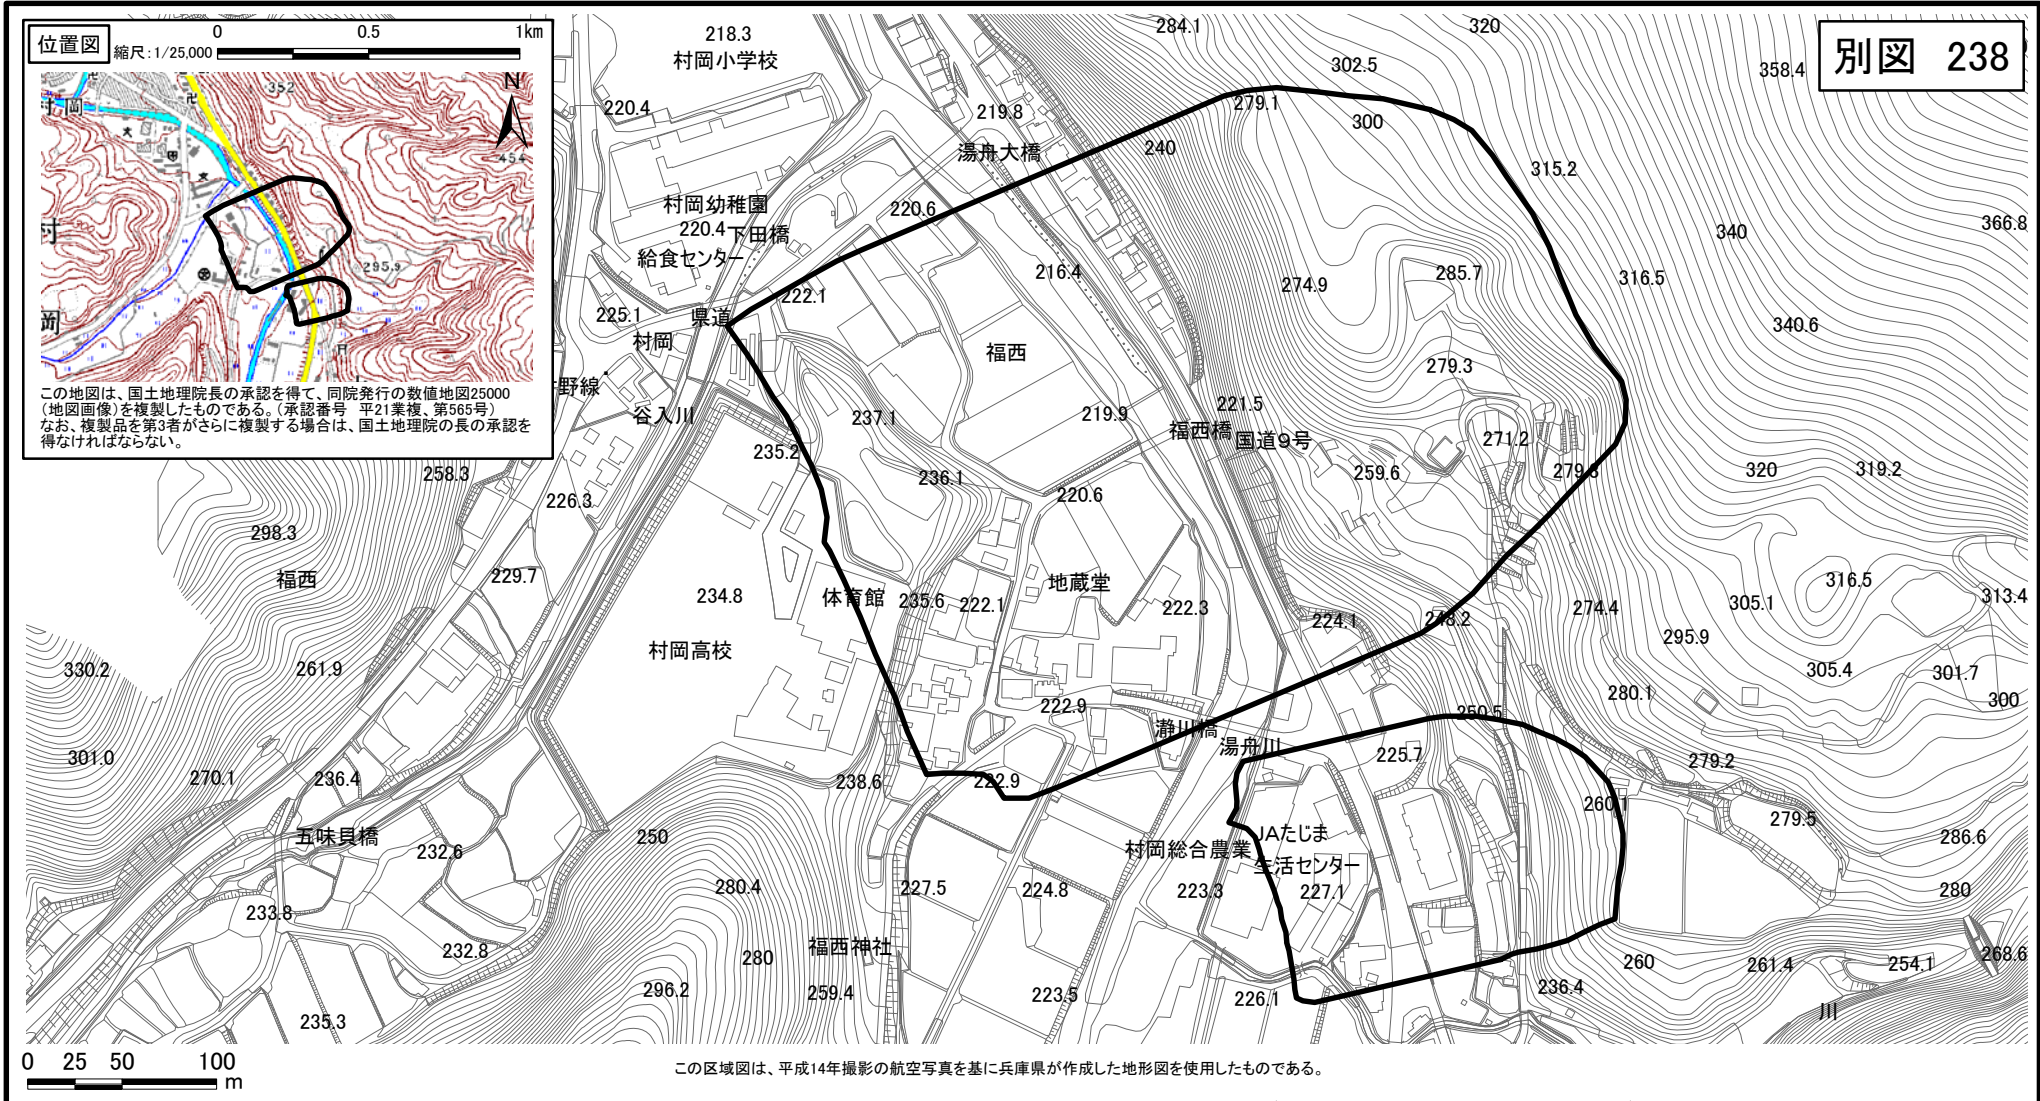 位置図
縮尺:1/25,000
0 0.5 1km
N
352
村岡
454
295.9
村
岡
この地図は、国土地理院長の承認を得て、同院発行の数値地図25000
(地図画像)を複製したものである。(承認番号 平21業複、第565号)
なお、複製品を第3者がさらに複製する場合は、国土地理院の長の承認を
得なければならない。
別図 238
218.3
村岡小学校
284.1
320
302.5
358.4
220.4
219.8
279.1
300
湯舟大橋
240
315.2
村岡幼稚園
220.6
220.4
下田橋
340
366.8
給食センター
216.4
274.9
285.7
316.5
222.1
225.1
県道
340.6
村岡
福西
279.3
野線
谷入川
237.1
219.9
221.5
福西橋
国道9号
271.2
235.2
258.3
236.1
259.6
279.8
320
319.2
226.3
220.6
298.3
福西
229.7
234.8
体育館
235.6
222.1
地蔵堂
222.3
224.1
248.2
274.4
305.1
316.5
313.4
295.9
村岡高校
330.2
261.9
305.4
301.7
280.1
300
222.9
250.5
瀞川橋
湯舟川
301.0
270.1
236.4
238.6
222.9
225.7
279.2
260.1
279.5
五味貝橋
232.6
250
村岡総合農業
JAたじま
生活センター
286.6
280.4
227.5
224.8
223.3
227.1
280
233.8
232.8
280
福西神社
260
261.4
254.1
268.6
296.2
259.4
223.5
226.1
236.4
235.3
川
0 25 50 100
m
この区域図は、平成14年撮影の航空写真を基に兵庫県が作成した地形図を使用したものである。